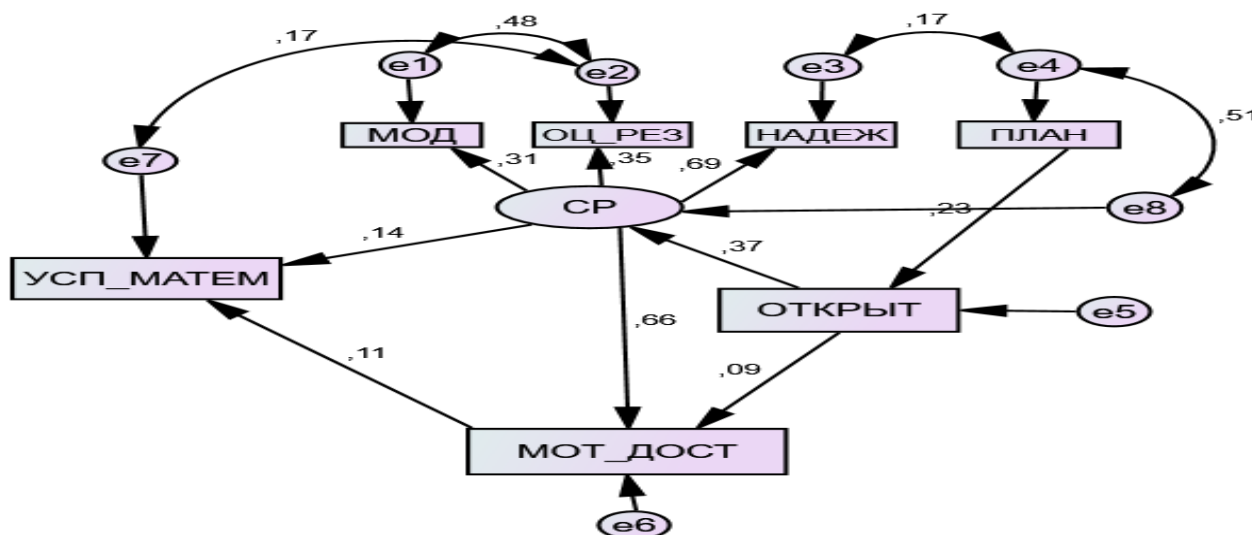 ,48
,17
,17
e1
e2
e3
e4
,51
МОД
ОЦ_РЕЗ
НАДЕЖ
ПЛАН
e7
,31
,35
,69
СР
,23
e8
,14
,37
УСП_МАТЕМ
ОТКРЫТ
e5
,66
,11
,09
МОТ_ДОСТ
e6